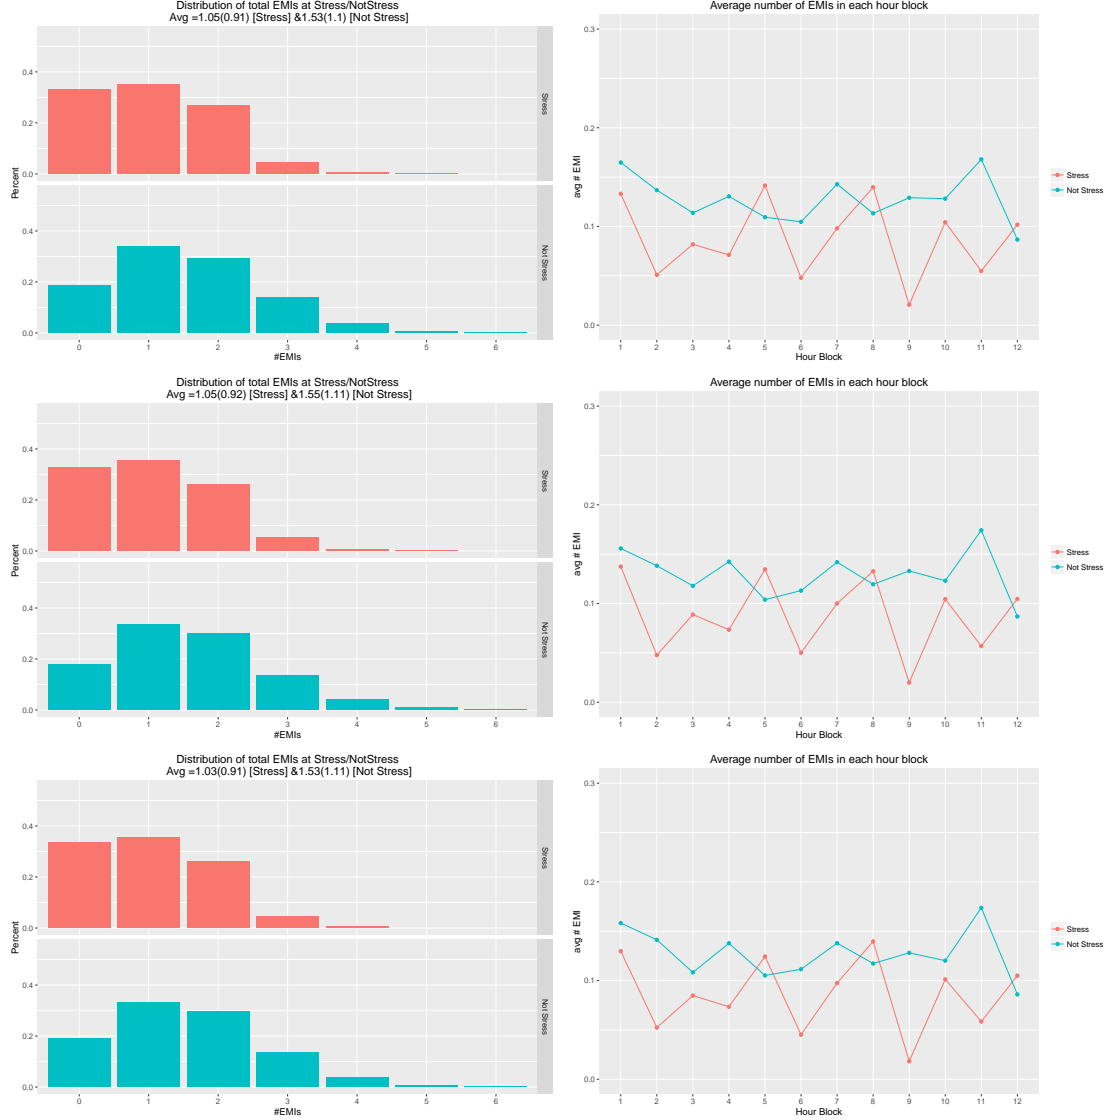 Distribution of total EMIs at Stress/NotStress
Avg =1.05(0.91) [Stress] &1.53(1.1) [Not Stress]
Percent
0.4
0.2
0.0
Stress
0.4
0.2
0.0
Not Stress
0 1 2 3 4 5 6
#EMIs
Average number of EMIs in each hour block
avg # EMI
0.3
0.2
0.1
0.0
1 2 3 4 5 6 7 8 9 10 11 12
Hour Block
Stress
Not Stress
Distribution of total EMIs at Stress/NotStress
Avg =1.05(0.92) [Stress] &1.55(1.11) [Not Stress]
Percent
0.4
0.2
0.0
Stress
0.4
0.2
0.0
Not Stress
0 1 2 3 4 5 6
#EMIs
Average number of EMIs in each hour block
avg # EMI
0.3
0.2
0.1
0.0
1 2 3 4 5 6 7 8 9 10 11 12
Hour Block
Stress
Not Stress
Distribution of total EMIs at Stress/NotStress
Avg =1.03(0.91) [Stress] &1.53(1.11) [Not Stress]
Percent
0.4
0.2
0.0
Stress
0.4
0.2
0.0
Not Stress
0 1 2 3 4 5 6
#EMIs
Average number of EMIs in each hour block
avg # EMI
0.3
0.2
0.1
0.0
1 2 3 4 5 6 7 8 9 10 11 12
Hour Block
Stress
Not Stress